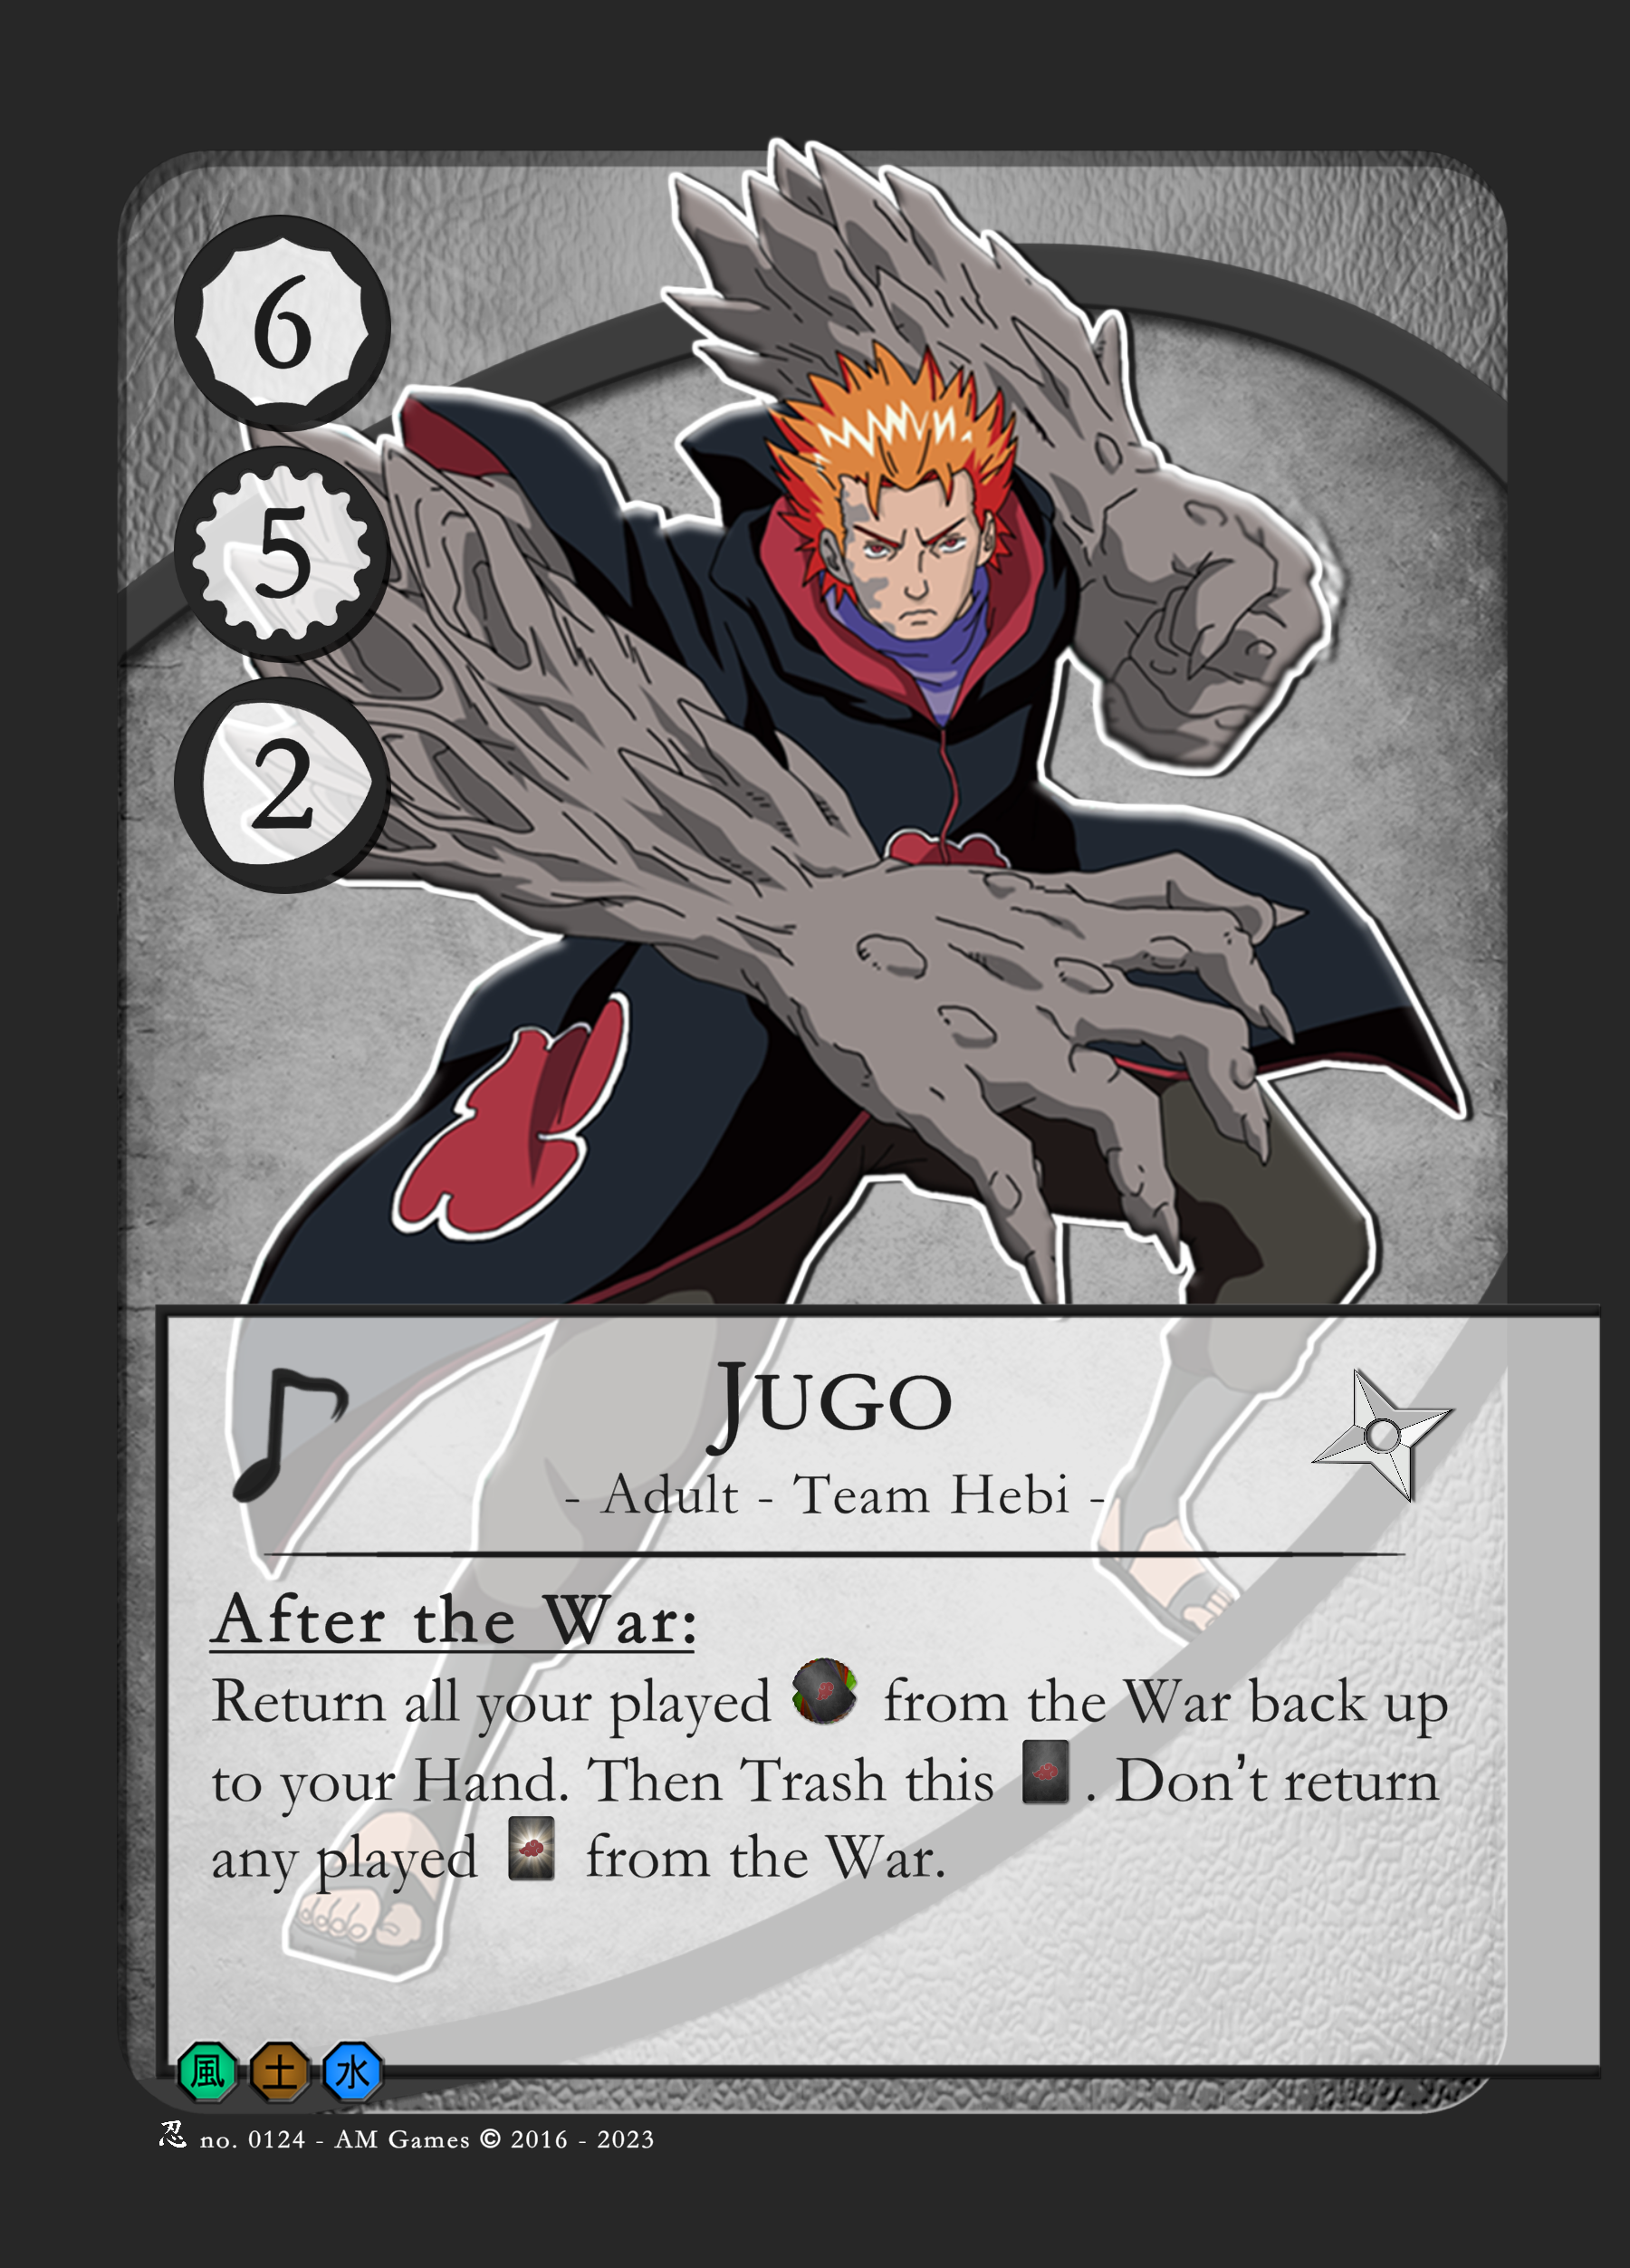 6
5
2
Jugo
- Adult - Team Hebi -
After the War:
Return all your played from the War back up
to your Hand. Then Trash this . Don't return
any played from the War.
風 土 水
忍 no. 0124 - AM Games © 2016 - 2023